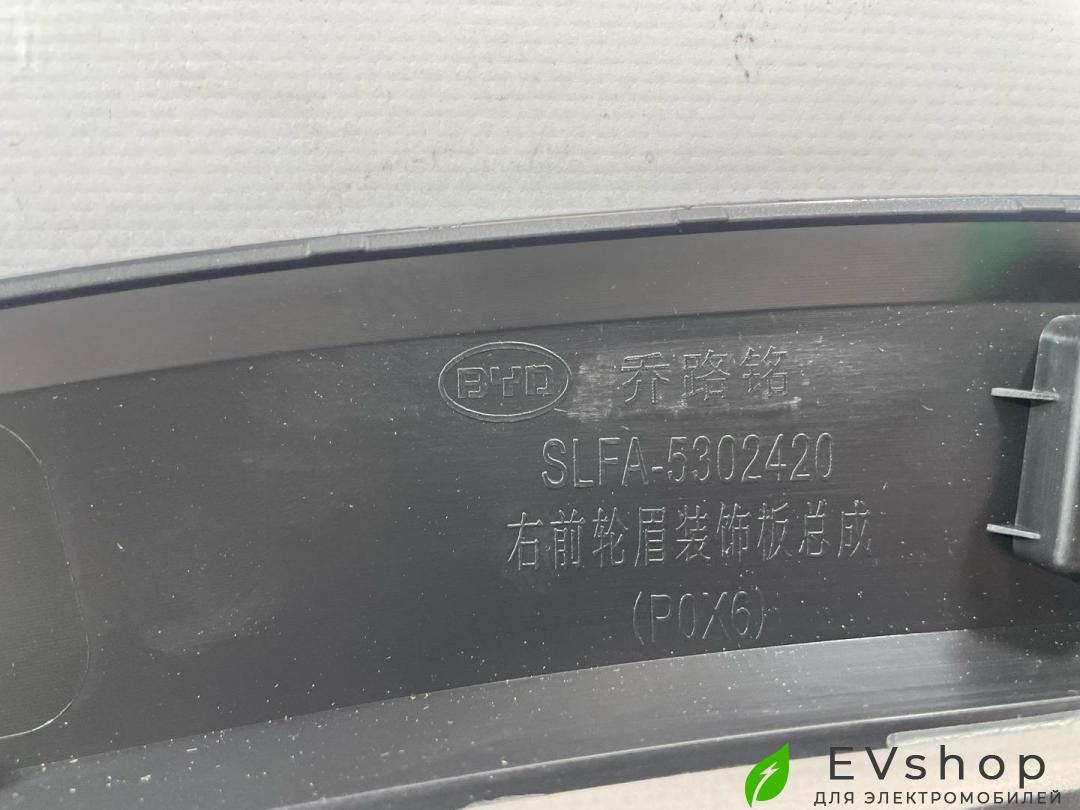 BYD 乔路铭
SLFA-5302420
右前轮眉装饰板总成
(P0X6)
EVshop
ДЛЯ ЭЛЕКТРОМОБИЛЕЙ